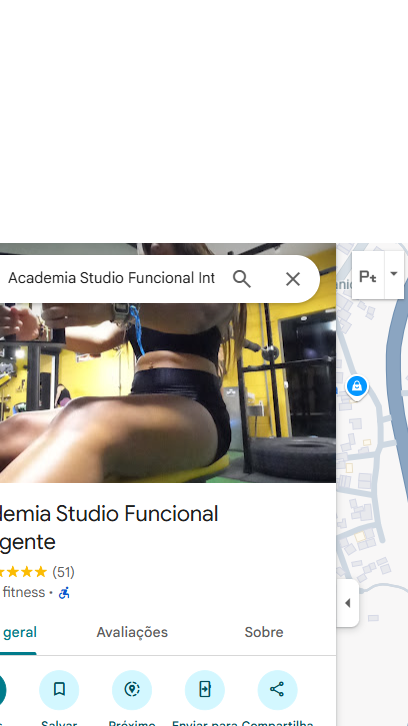 Academia Studio Funcional Int
Pt
demia Studio Funcional
gente
(51)
fitness •
geral
Avaliações
Sobre
Salvar
Próximo
Enviar para
Compartilha